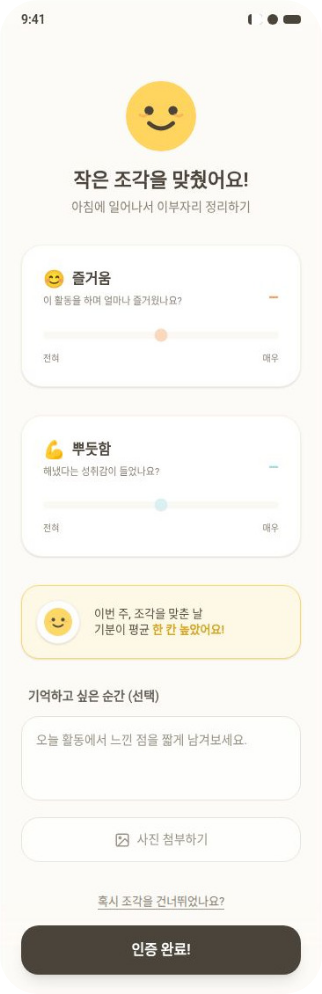 9:41
작은 조각을 맞췄어요!
아침에 일어나서 이부자리 정리하기
😊 즐거움
이 활동을 하며 얼마나 즐거웠나요?
–
전혀
매우
💪 뿌듯함
해냈다는 성취감이 들었나요?
–
전혀
매우
이번 주, 조각을 맞춘 날
기분이 평균 한 칸 높았어요!
기억하고 싶은 순간 (선택)
오늘 활동에서 느낀 점을 짧게 남겨보세요.
사진 첨부하기
혹시 조각을 건너뛰었나요?
인증 완료!